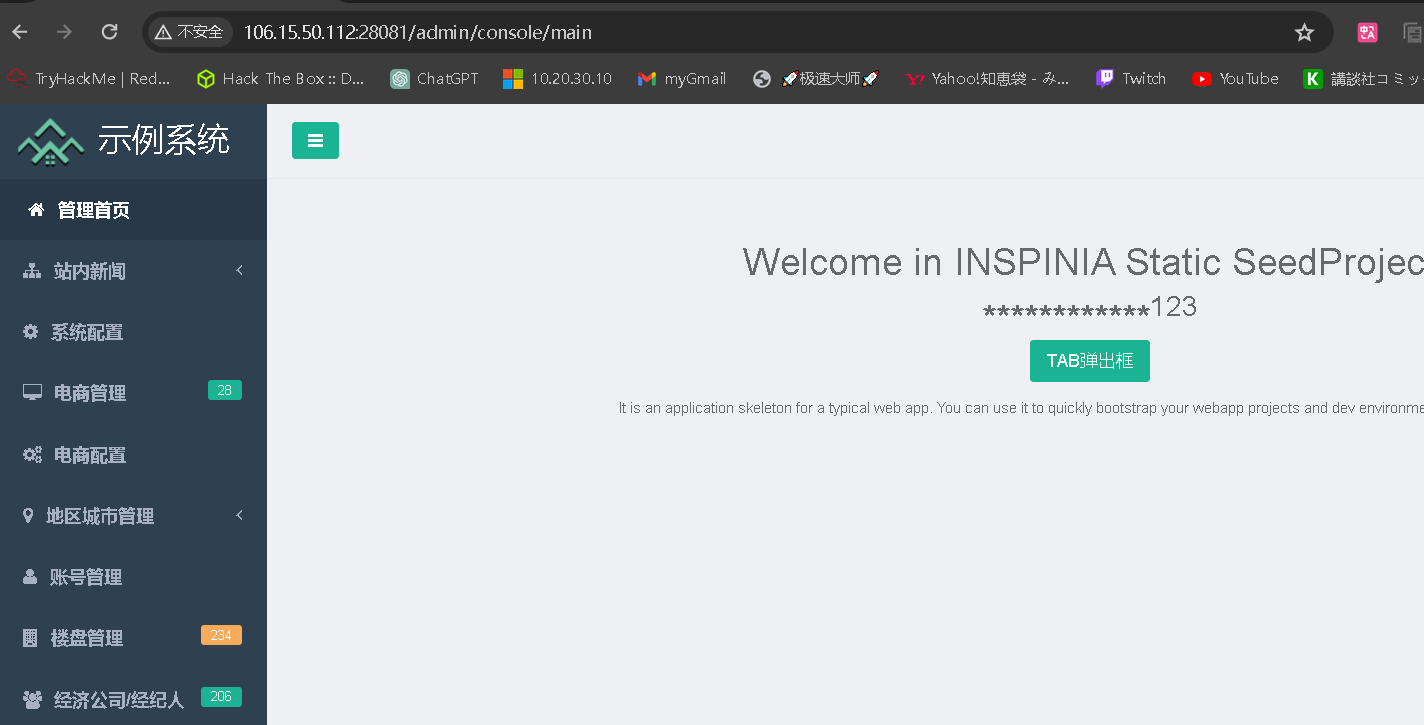 不安全 106.15.50.112:28081/admin/console/main
TryHackMe | Red... Hack The Box :: D... ChatGPT 10.20.30.10 myGmail 🚀极速大师🚀 Yahoo!知恵袋 - み... Twitch YouTube 講談社コミッ
示例系统
管理首页
站内新闻
系统配置
电商管理 28
电商配置
地区城市管理
账号管理
楼盘管理 234
经济公司/经纪人 206
Welcome in INSPINIA Static SeedProjec
************123
TAB弹出框
It is an application skeleton for a typical web app. You can use it to quickly bootstrap your webapp projects and dev environme